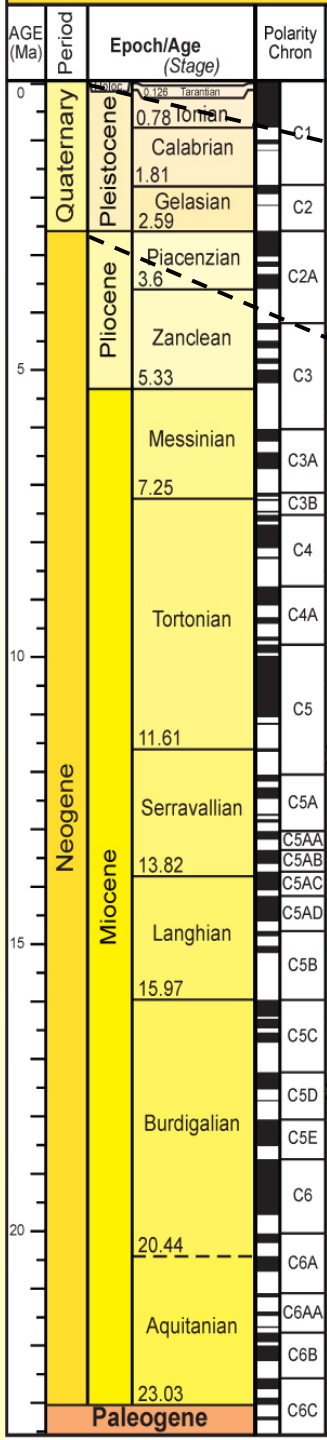 AGE
(Ma)
Period
Epoch/Age
(Stage)
Polarity
Chron
0
5
10
15
20
Quaternary
Neogene
Pleistocene
Pliocene
Miocene
0.126 Tarantian
0.78 Ionian
Calabrian
1.81
Gelasian
2.59
Piacenzian
3.6
Zanclean
5.33
Messinian
7.25
Tortonian
11.61
Serravallian
13.82
Langhian
15.97
Burdigalian
20.44
Aquitanian
23.03
Paleogene
C1
C2
C2A
C3
C3A
C3B
C4
C4A
C5
C5A
C5AA
C5AB
C5AC
C5AD
C5B
C5C
C5D
C5E
C6
C6A
C6AA
C6B
C6C